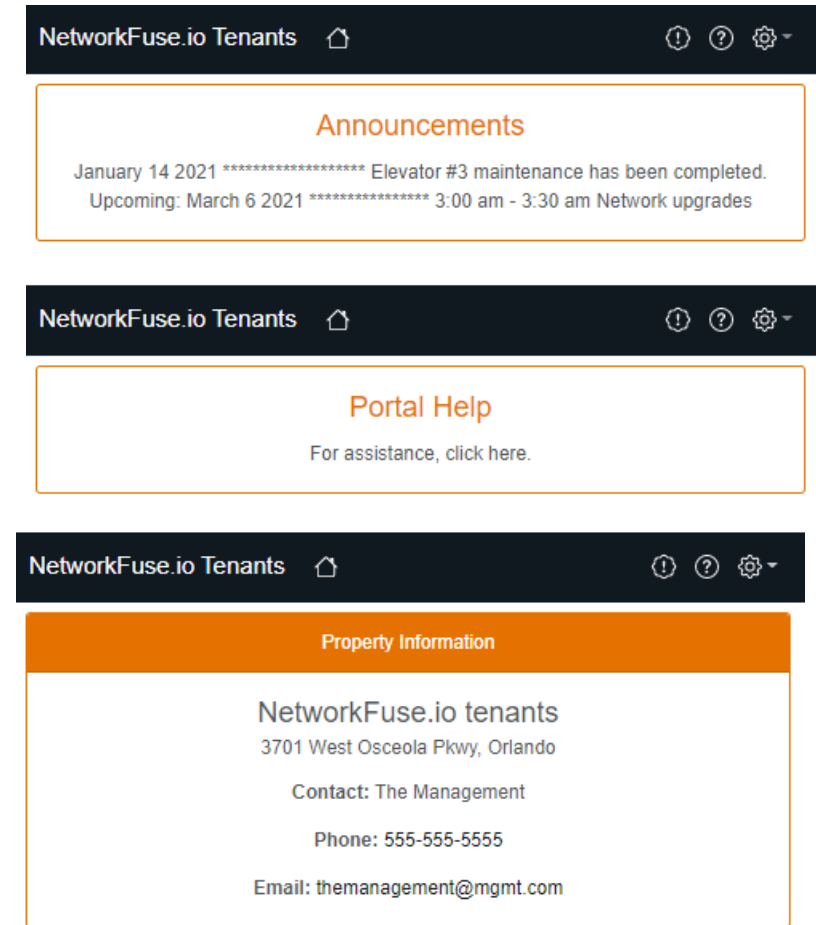 NetworkFuse.io Tenants
Announcements
January 14 2021 ******************* Elevator #3 maintenance has been completed.
Upcoming: March 6 2021 **************** 3:00 am - 3:30 am Network upgrades
NetworkFuse.io Tenants
Portal Help
For assistance, click here.
NetworkFuse.io Tenants
Property Information
NetworkFuse.io tenants
3701 West Osceola Pkwy, Orlando
Contact: The Management
Phone: 555-555-5555
Email: themanagement@mgmt.com